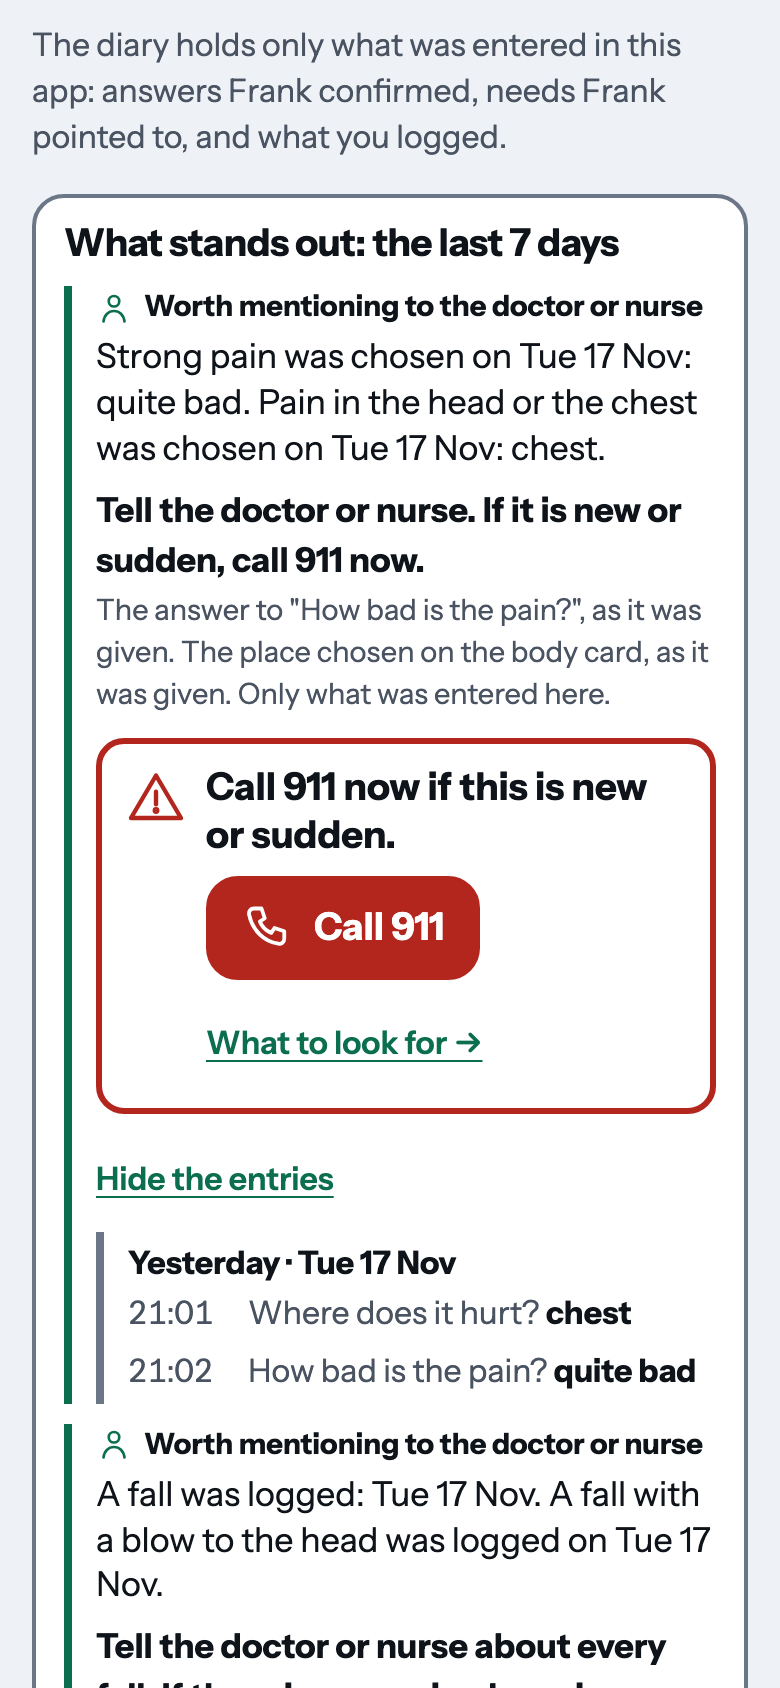 The diary holds only what was entered in this
app: answers Frank confirmed, needs Frank
pointed to, and what you logged.
What stands out: the last 7 days
Worth mentioning to the doctor or nurse
Strong pain was chosen on Tue 17 Nov:
quite bad. Pain in the head or the chest
was chosen on Tue 17 Nov: chest.
Tell the doctor or nurse. If it is new or
sudden, call 911 now.
The answer to "How bad is the pain?", as it was
given. The place chosen on the body card, as it
was given. Only what was entered here.
Call 911 now if this is new
or sudden.
Call 911
What to look for →
Hide the entries
Yesterday · Tue 17 Nov
21:01 Where does it hurt? chest
21:02 How bad is the pain? quite bad
Worth mentioning to the doctor or nurse
A fall was logged: Tue 17 Nov. A fall with
a blow to the head was logged on Tue 17
Nov.
Tell the doctor or nurse about every